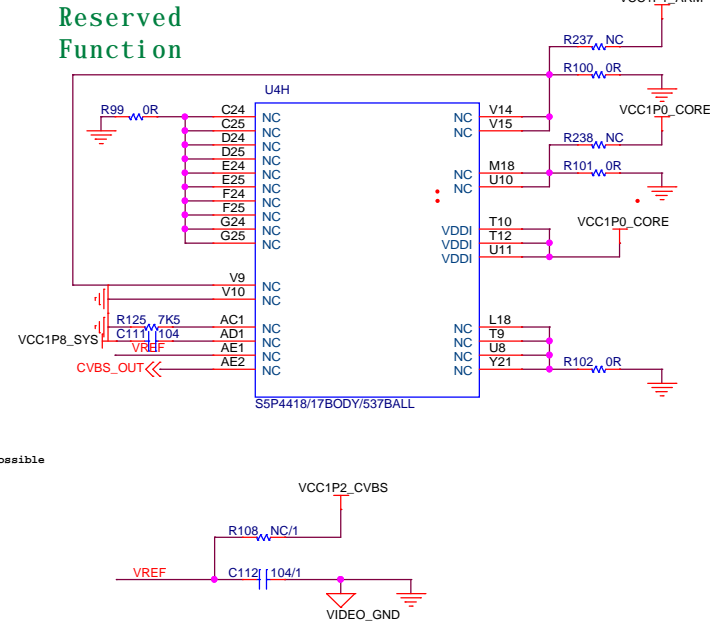 Reserved
Function
R237 NC
R100 0R
U4H
R99 0R
C24 NC
C25 NC
D24 NC
D25 NC
E24 NC
E25 NC
F24 NC
F25 NC
G24 NC
G25 NC
V9 NC
V10 NC
AC1 NC
AD1 NC
AE1 NC
AE2 NC
R125 7K5
C111 104
VCC1P8_SYS
VREF
CVBS_OUT
NC V14
NC V15
VCC1P0_CORE
R238 NC
NC M18
R101 0R
NC U10
VCC1P0_CORE
VDDI T10
VDDI T12
VDDI U11
NC L18
NC T9
NC U8
NC Y21
R102 0R
S5P4418/17BODY/537BALL
ossible
VCC1P2_CVBS
R108 NC/1
VREF
C112 104/1
VIDEO_GND